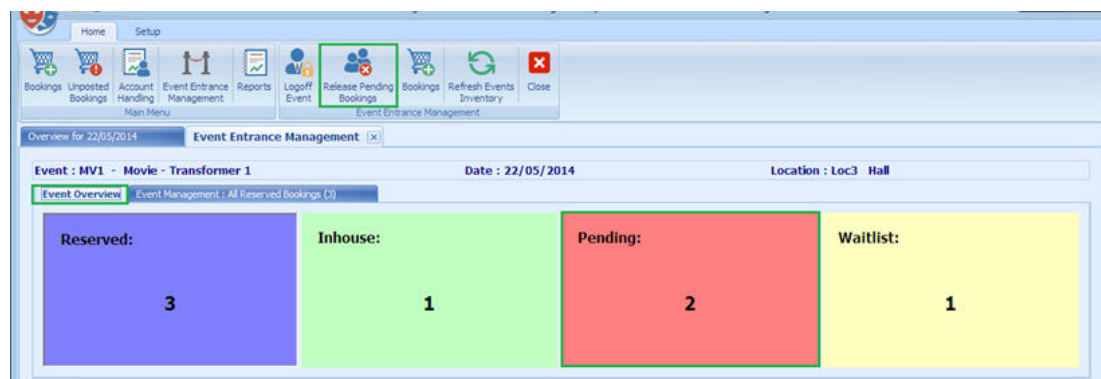 Home Setup
Bookings Unposted Bookings Account Handling Event Entrance Management Reports Logoff Event Release Pending Bookings Bookings Refresh Events Inventory Close
Main Menu Event Entrance Management
Overview for 22/05/2014 Event Entrance Management
Event : MV1 - Movie - Transformer 1 Date : 22/05/2014 Location : Loc3 Hall
Event Overview Event Management : All Reserved Bookings (3)
Reserved: Inhouse: Pending: Waitlist:
3 1 2 1